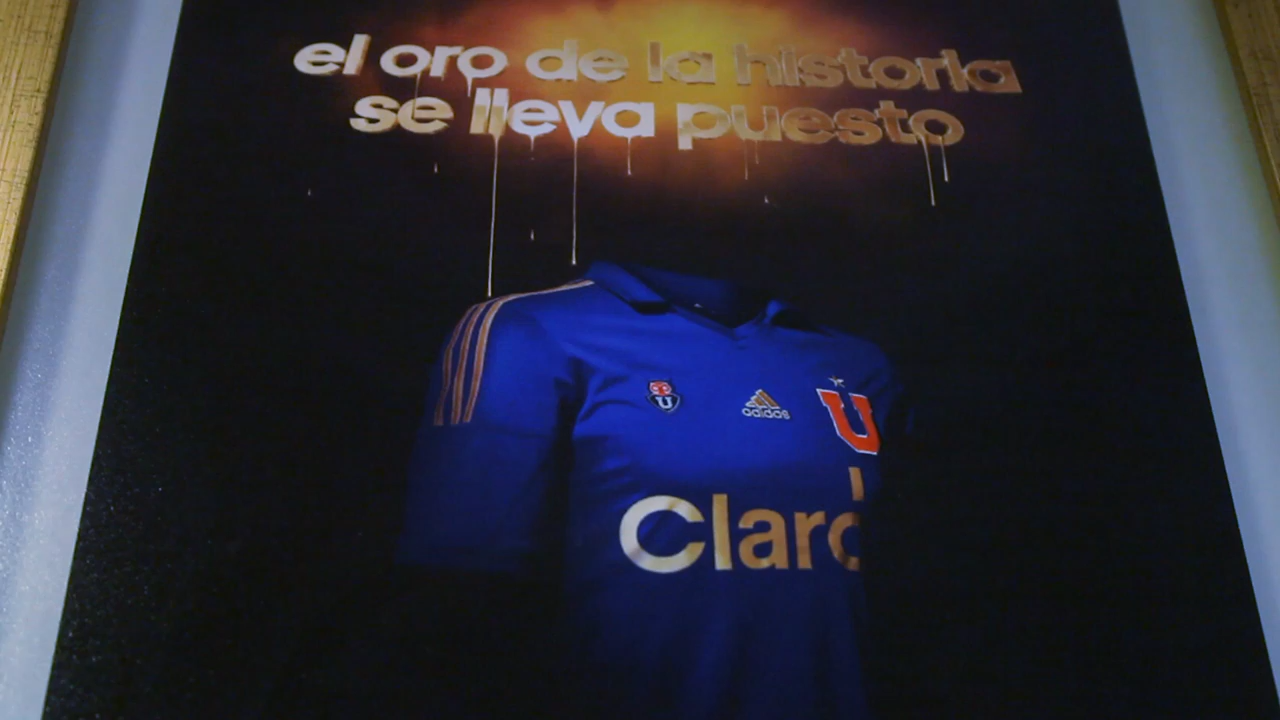 el oro de la historia
se lleva puesto
U
adidas
U
Claro